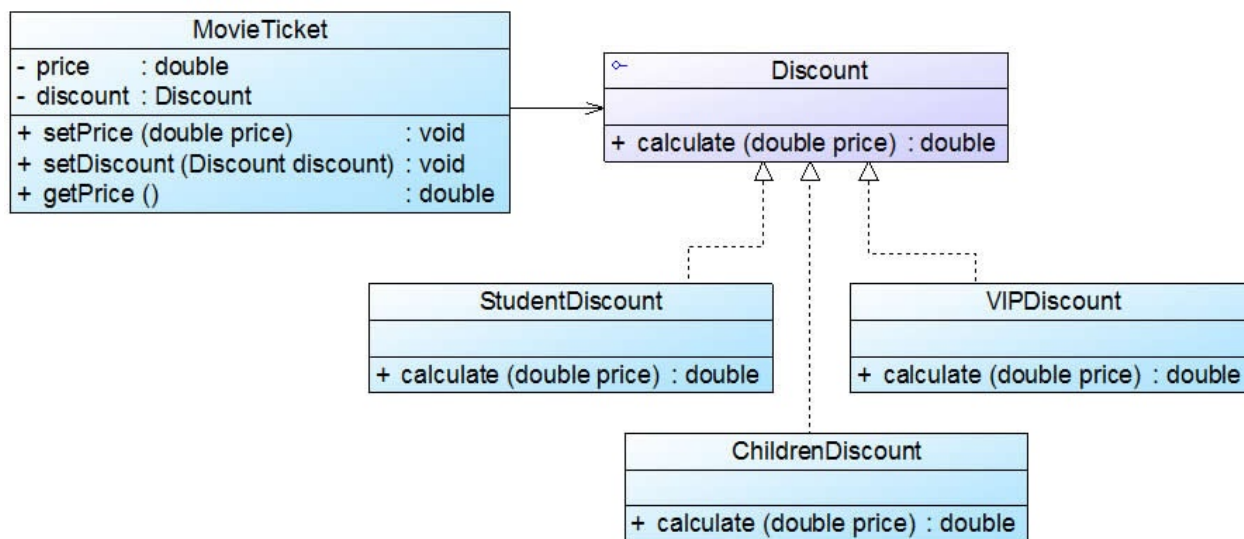 MovieTicket
- price : double
- discount : Discount
+ setPrice (double price) : void
+ setDiscount (Discount discount) : void
+ getPrice () : double
Discount
+ calculate (double price) : double
StudentDiscount
+ calculate (double price) : double
VIPDiscount
+ calculate (double price) : double
ChildrenDiscount
+ calculate (double price) : double